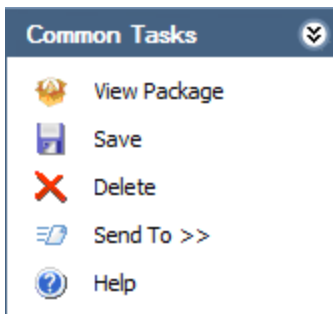 Common Tasks
View Package
Save
Delete
Send To >>
Help